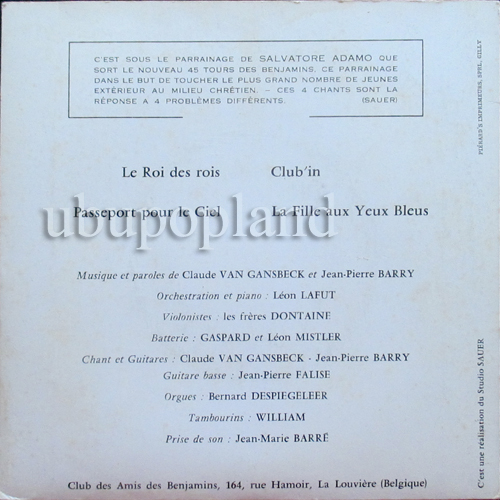 C'EST SOUS LE PARRAINAGE DE SALVATORE ADAMO QUE
SORT LE NOUVEAU 45 TOURS DES BENJAMINS. CE PARRAINAGE
DANS LE BUT DE TOUCHER LE PLUS GRAND NOMBRE DE JEUNES
EXTÉRIEUR AU MILIEU CHRÉTIEN. – CES 4 CHANTS SONT LA
RÉPONSE A 4 PROBLÈMES DIFFÉRENTS. (SAUER)
Le Roi des rois Club'in
Passeport pour le Ciel La Fille aux Yeux Bleus
ubupopland
Musique et paroles de Claude VAN GANSBECK et Jean-Pierre BARRY
Orchestration et piano : Léon LAFUT
Violonistes : les frères DONTAINE
Batterie : GASPARD et Léon MISTLER
Chant et Guitares : Claude VAN GANSBECK - Jean-Pierre BARRY
Guitare basse : Jean-Pierre FALISE
Orgues : Bernard DESPIEGELEER
Tambourins : WILLIAM
Prise de son : Jean-Marie BARRÉ
Club des Amis des Benjamins, 164, rue Hamoir, La Louvière (Belgique)
C'est une réalisation du Studio SAUER
IMPRIMEURS, SPRL, GILLY